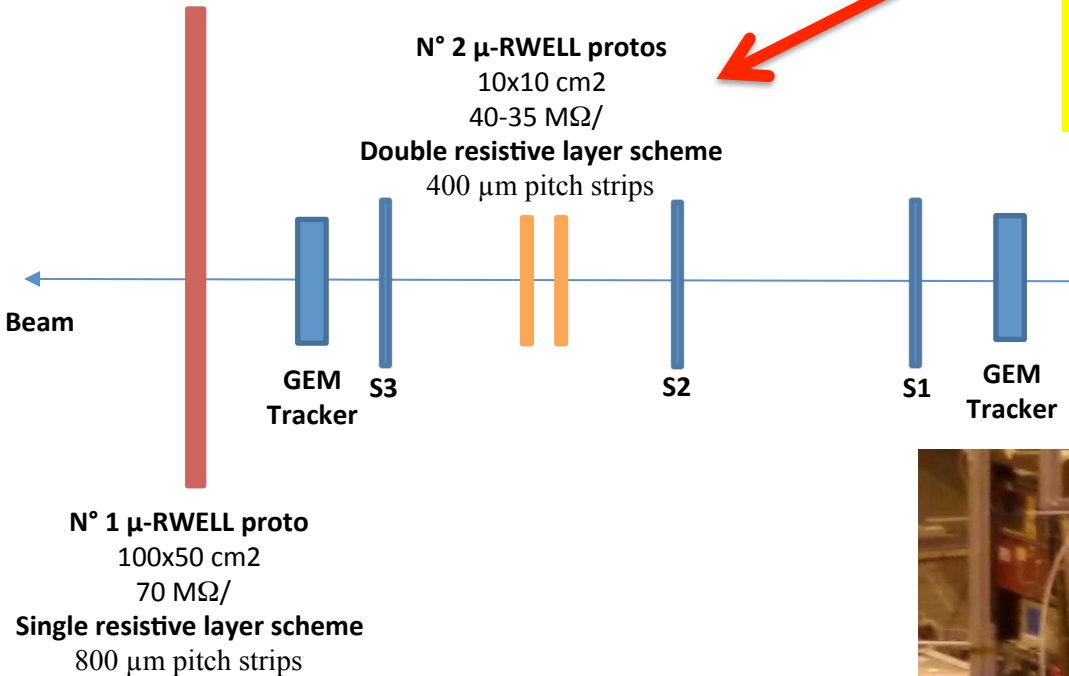 N° 2 µ-RWELL protos
10x10 cm2
40-35 MΩ/
Double resistive layer scheme
400 µm pitch strips
Beam
GEM
Tracker
S3
S2
S1
GEM
Tracker
N° 1 µ-RWELL proto
100x50 cm2
70 MΩ/
Single resistive layer scheme
800 µm pitch strips